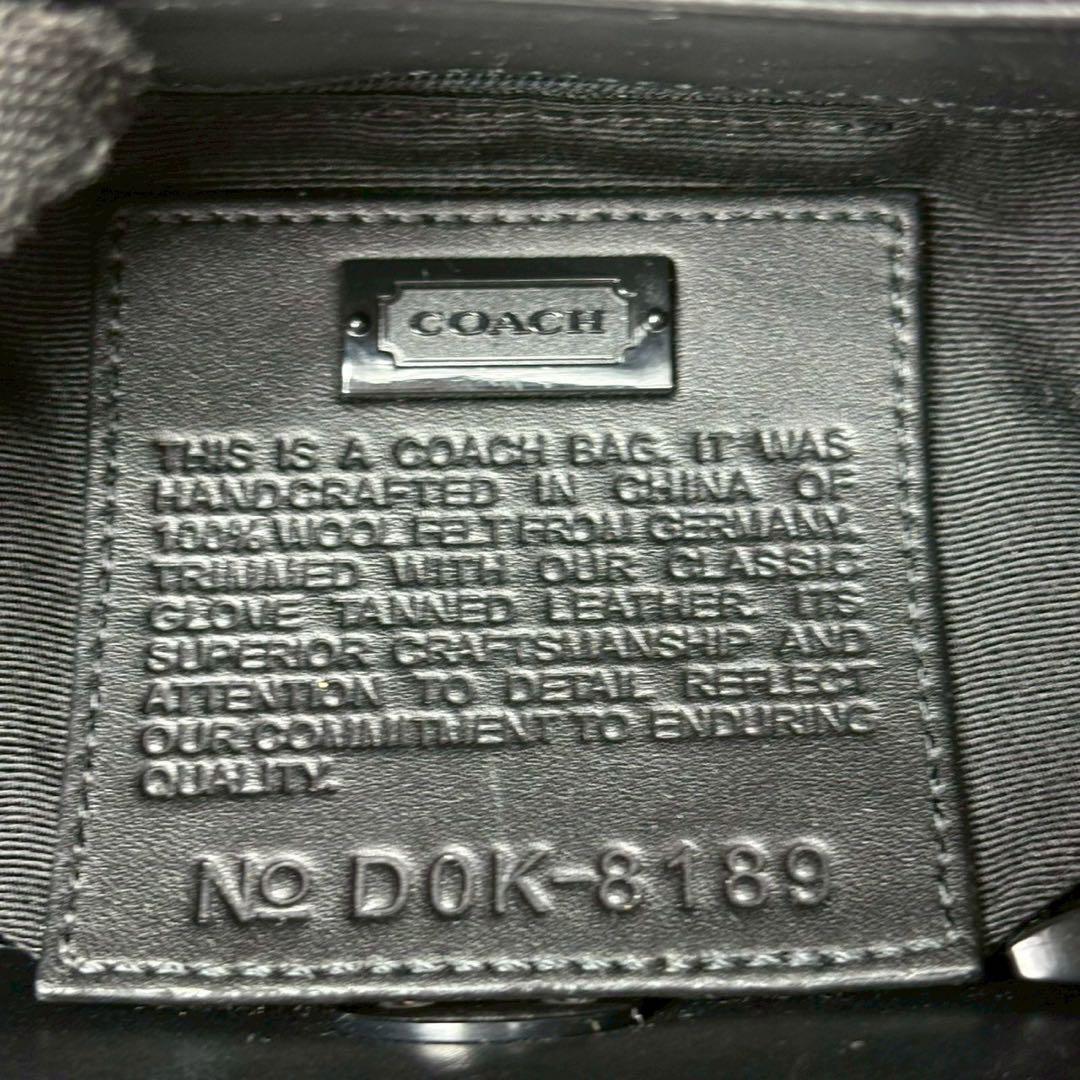 COACH
THIS IS A COACH BAG. IT WAS
HANDCRAFTED IN CHINA OF
100% WOOL FELT FROM GERMANY,
TRIMMED WITH OUR CLASSIC
GLOVE TANNED LEATHER. ITS
SUPERIOR CRAFTSMANSHIP AND
ATTENTION TO DETAIL REFLECT
OUR COMMITMENT TO ENDURING
QUALITY.
No D0K-8189